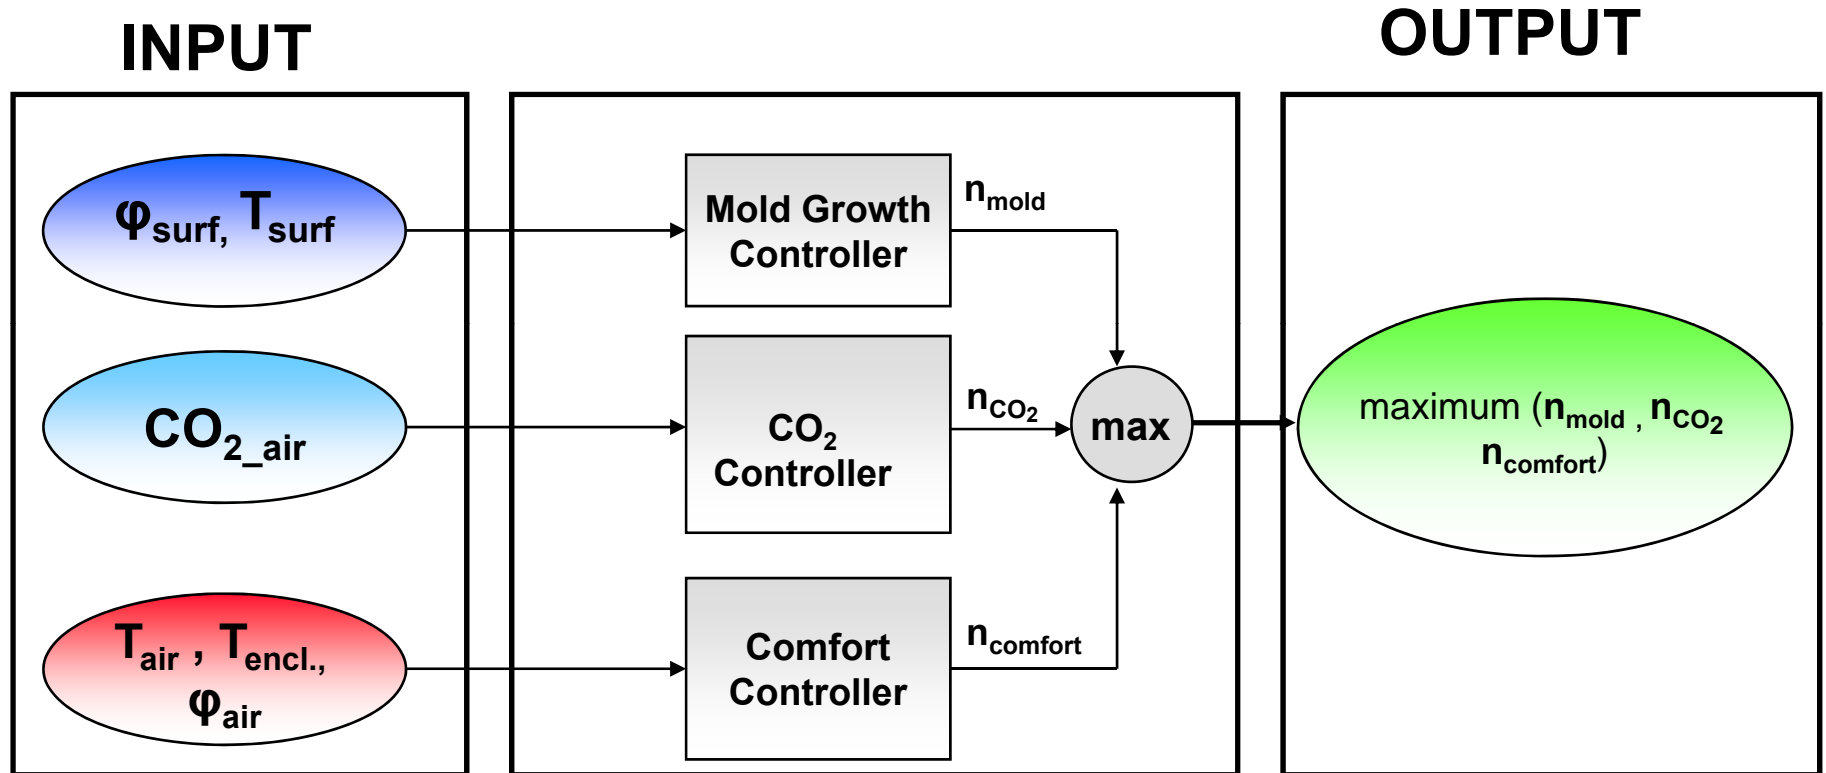 INPUT
OUTPUT
φsurf, Tsurf
Mold Growth
Controller
nmold
CO2_air
CO2
Controller
nCO2
max
maximum (nmold , nCO2
ncomfort)
Tair , Tencl.,
φair
Comfort
Controller
ncomfort